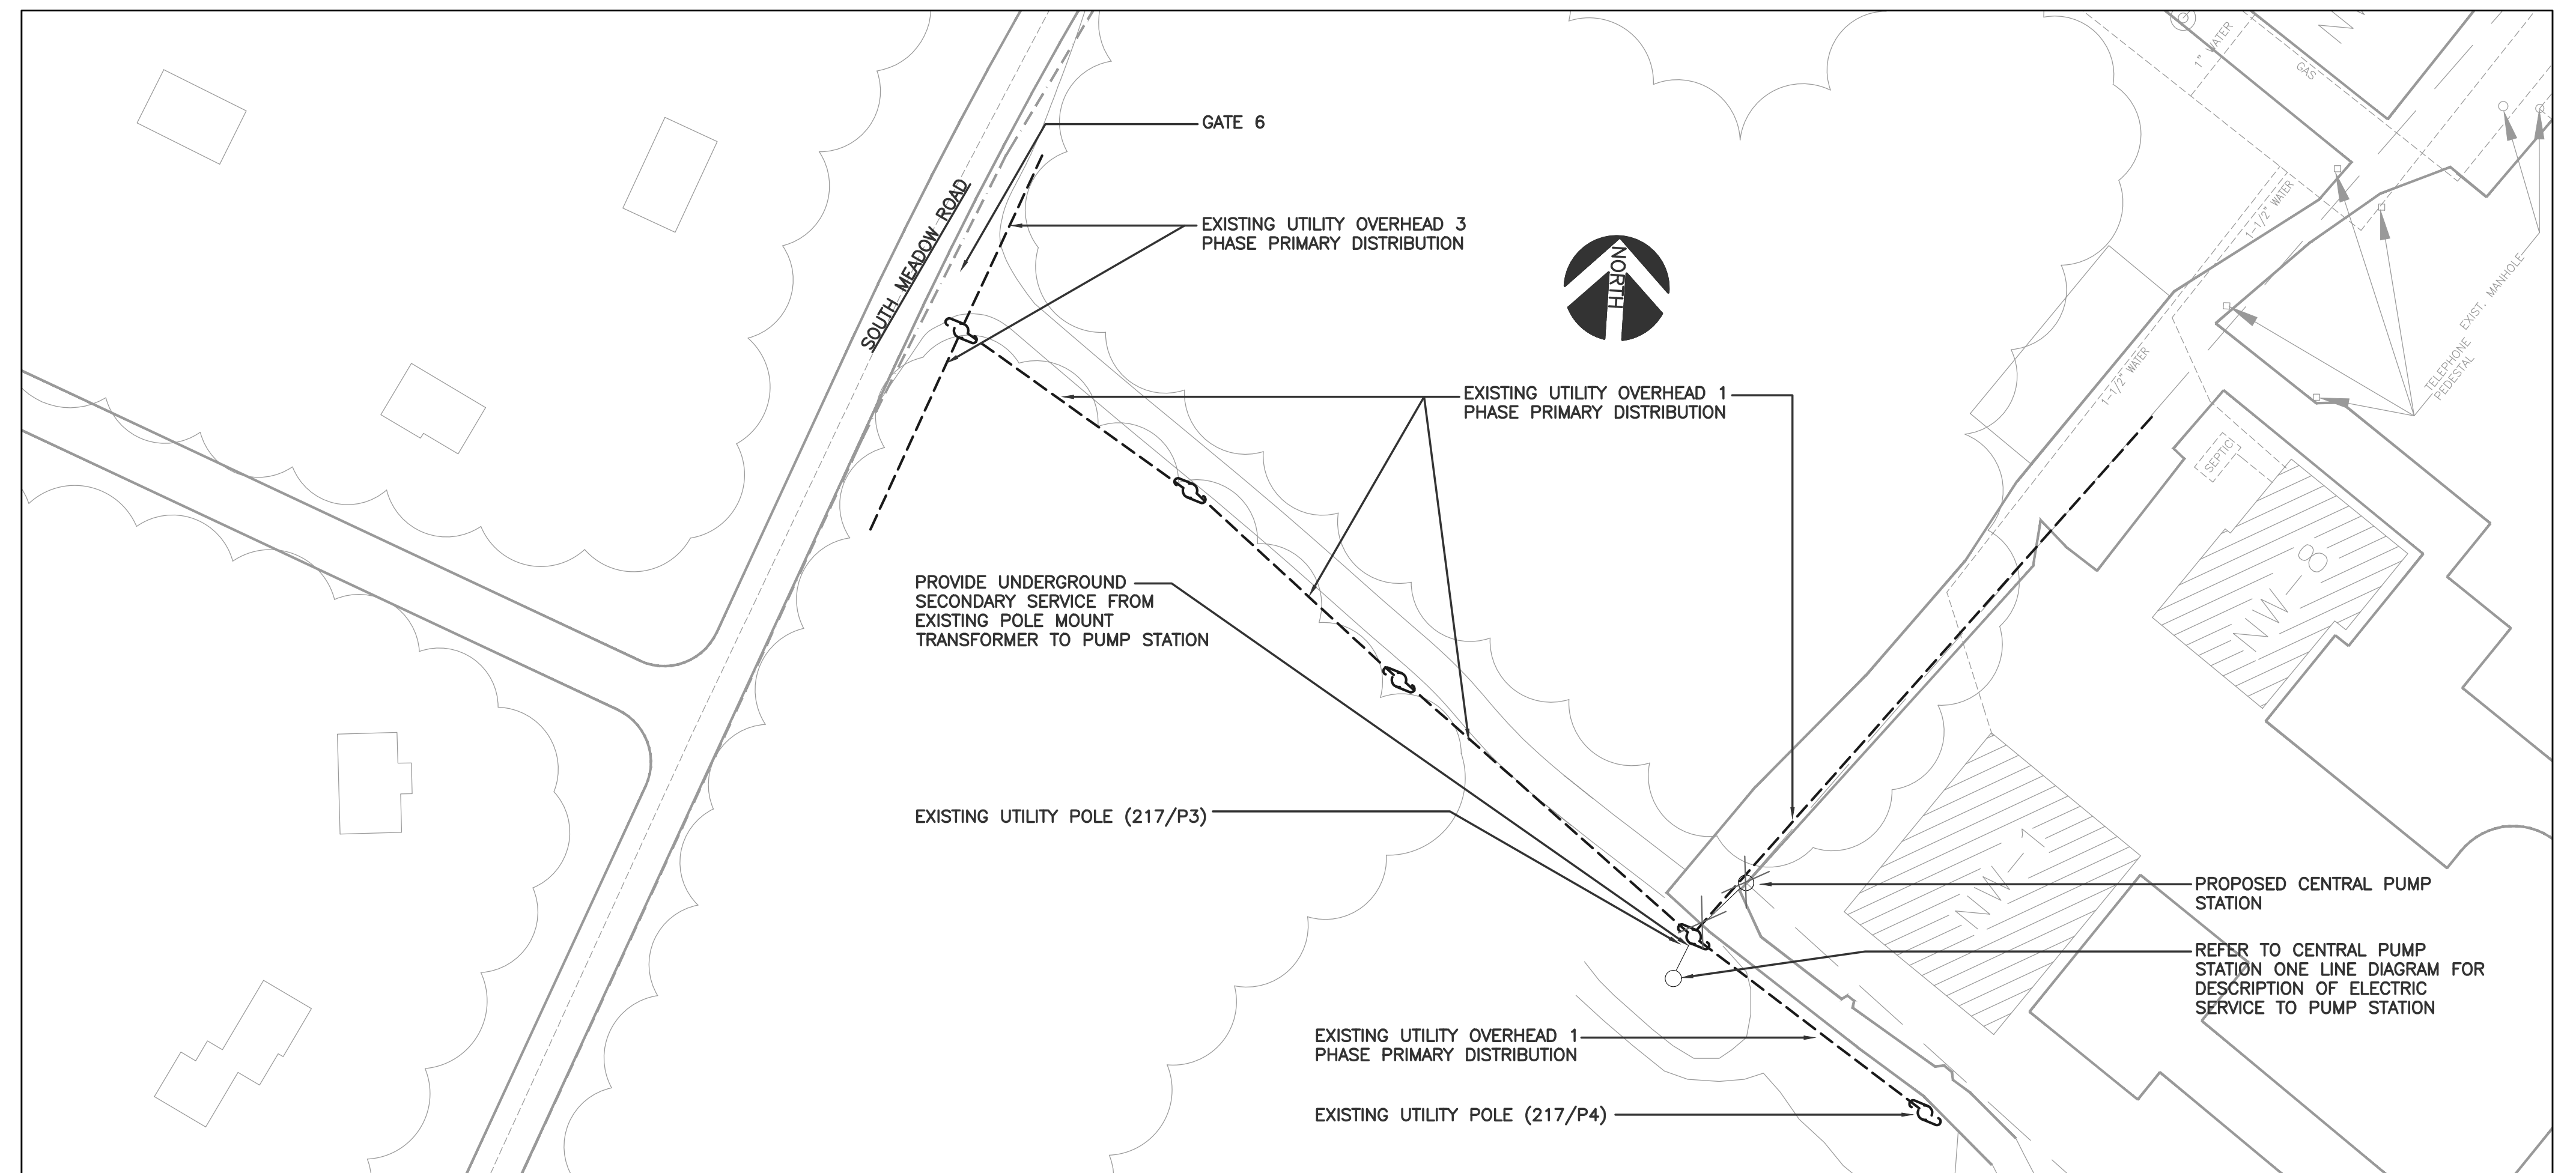 1" WATER
GAS
GATE 6
SOUTH MEADOW ROAD
EXISTING UTILITY OVERHEAD 3
PHASE PRIMARY DISTRIBUTION
NORTH
1-1/2" WATER
EXIST. MANHOLE
TELEPHONE
PEDESTAL
1-1/2" WATER
EXISTING UTILITY OVERHEAD 1
PHASE PRIMARY DISTRIBUTION
SEPTIC
NW-8
PROVIDE UNDERGROUND
SECONDARY SERVICE FROM
EXISTING POLE MOUNT
TRANSFORMER TO PUMP STATION
EXISTING UTILITY POLE (217/P3)
NW-1
PROPOSED CENTRAL PUMP
STATION
REFER TO CENTRAL PUMP
STATION ONE LINE DIAGRAM FOR
DESCRIPTION OF ELECTRIC
SERVICE TO PUMP STATION
EXISTING UTILITY OVERHEAD 1
PHASE PRIMARY DISTRIBUTION
EXISTING UTILITY POLE (217/P4)